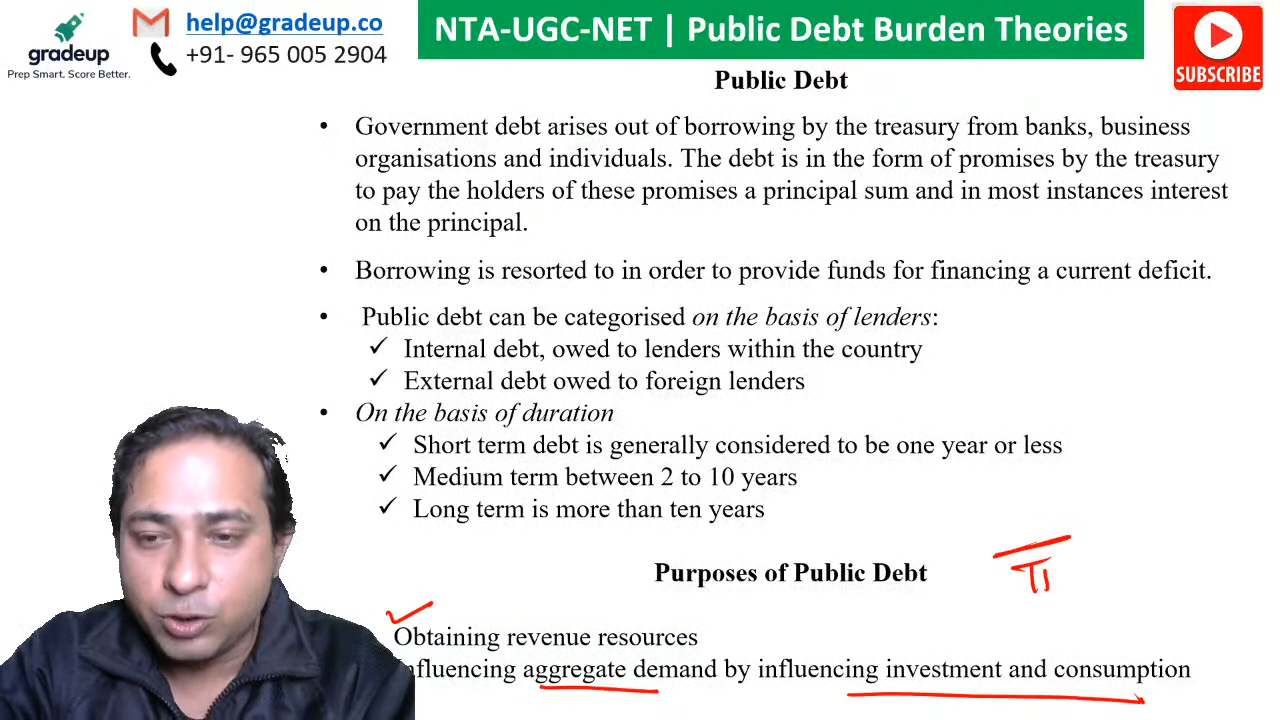 gradeup
Prep Smart. Score Better.
help@gradeup.co
+91- 965 005 2904
NTA-UGC-NET | Public Debt Burden Theories
SUBSCRIBE
Public Debt
• Government debt arises out of borrowing by the treasury from banks, business
organisations and individuals. The debt is in the form of promises by the treasury
to pay the holders of these promises a principal sum and in most instances interest
on the principal.
• Borrowing is resorted to in order to provide funds for financing a current deficit.
• Public debt can be categorised on the basis of lenders:
✓ Internal debt, owed to lenders within the country
✓ External debt owed to foreign lenders
• On the basis of duration
✓ Short term debt is generally considered to be one year or less
✓ Medium term between 2 to 10 years
✓ Long term is more than ten years
Purposes of Public Debt
Obtaining revenue resources
nfluencing aggregate demand by influencing investment and consumption